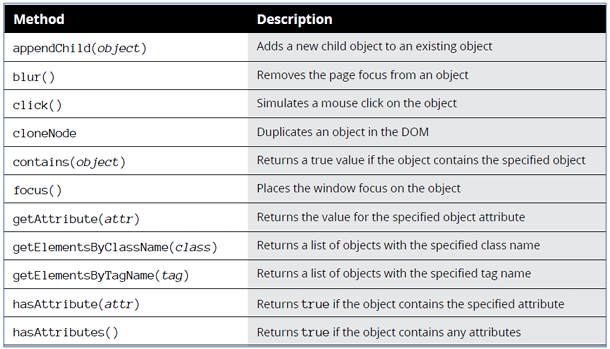 Method Description
appendChild(object) Adds a new child object to an existing object
blur() Removes the page focus from an object
click() Simulates a mouse click on the object
cloneNode Duplicates an object in the DOM
contains(object) Returns a true value if the object contains the specified object
focus() Places the window focus on the object
getAttribute(attr) Returns the value for the specified object attribute
getElementsByClassName(class) Returns a list of objects with the specified class name
getElementsByTagName(tag) Returns a list of objects with the specified tag name
hasAttribute(attr) Returns true if the object contains the specified attribute
hasAttributes() Returns true if the object contains any attributes